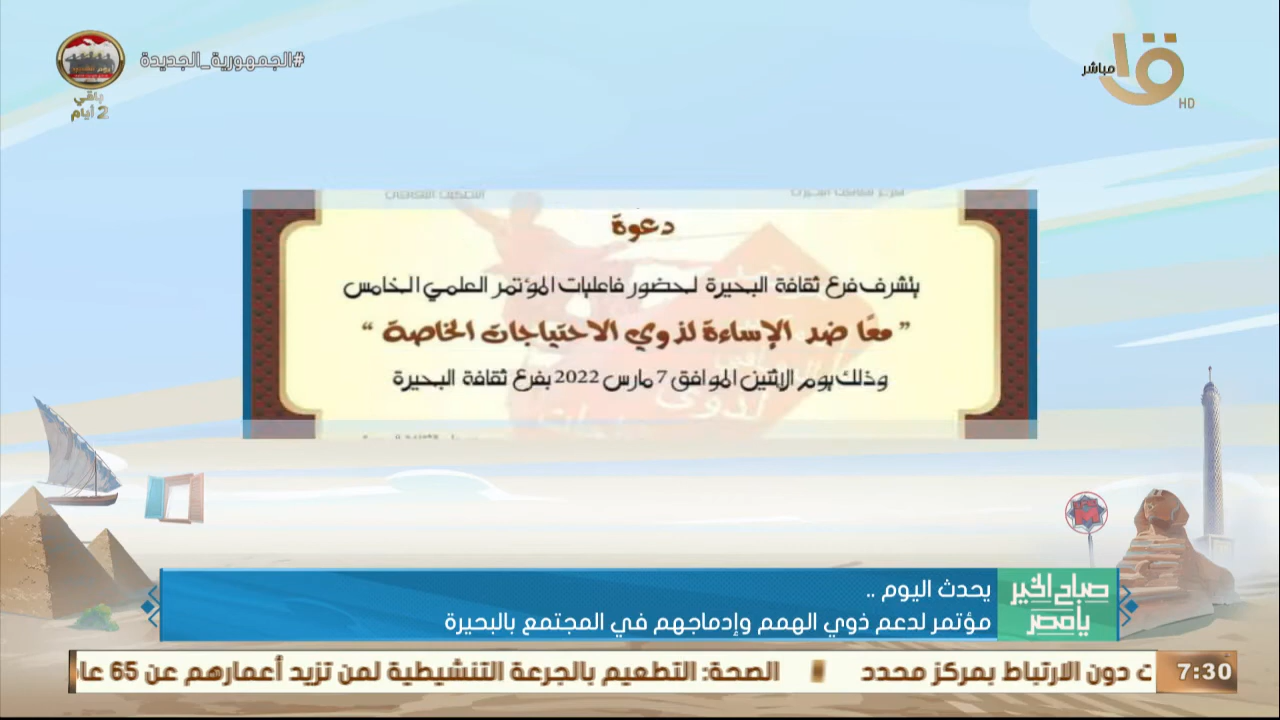 #الجمهورية_الجديدة
باقي
2 أيام
مباشر
HD
دعوة
يتشرف فرع ثقافة البحيرة لحضور فاعليات المؤتمر العلمي الخامس
” معًا ضد الإساءة لذوي الاحتياجات الخاصة “
وذلك يوم الإثنين الموافق 7 مارس 2022 بفرع ثقافة البحيرة
صباح الخير
يا مصر
يحدث اليوم ..
مؤتمر لدعم ذوي الهمم وإدماجهم في المجتمع بالبحيرة
7:30
ت دون الارتباط بمركز محدد الصحة: التطعيم بالجرعة التنشيطية لمن تزيد أعمارهم عن 65 عا